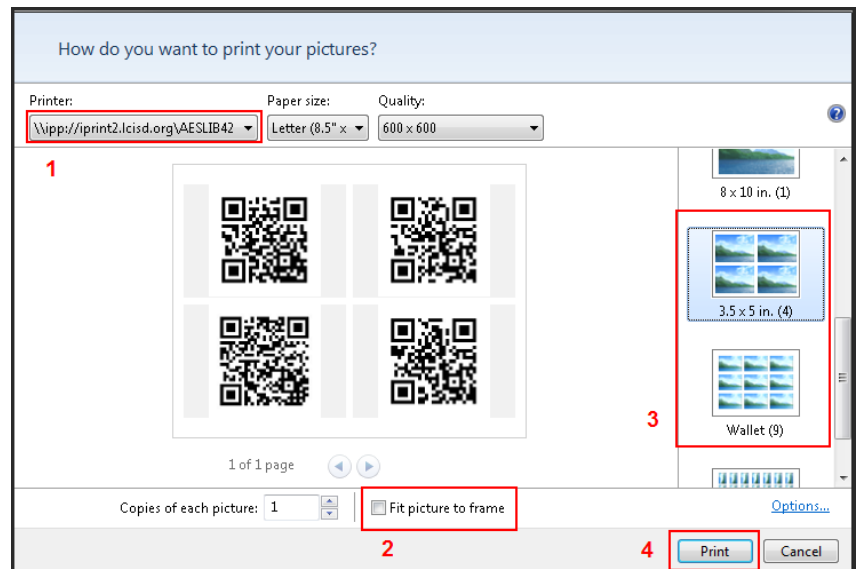 How do you want to print your pictures?
Printer: Paper size: Quality:
\\ipp://iprint2.lcisd.org\AESLIB42 Letter (8.5" x 600 x 600
1
8 x 10 in. (1)
3.5 x 5 in. (4)
3
Wallet (9)
1 of 1 page
Copies of each picture: 1 Fit picture to frame Options...
2 4 Print Cancel